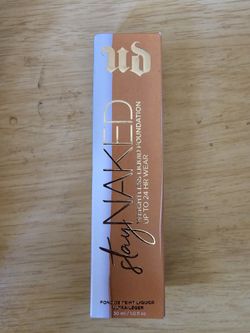 UD
stay NAKED
WEIGHTLESS LIQUID FOUNDATION
UP TO 24 HR WEAR
FOND DE TEINT LIQUIDE
ULTRA LÉGER
30 ml / 1.0 fl oz